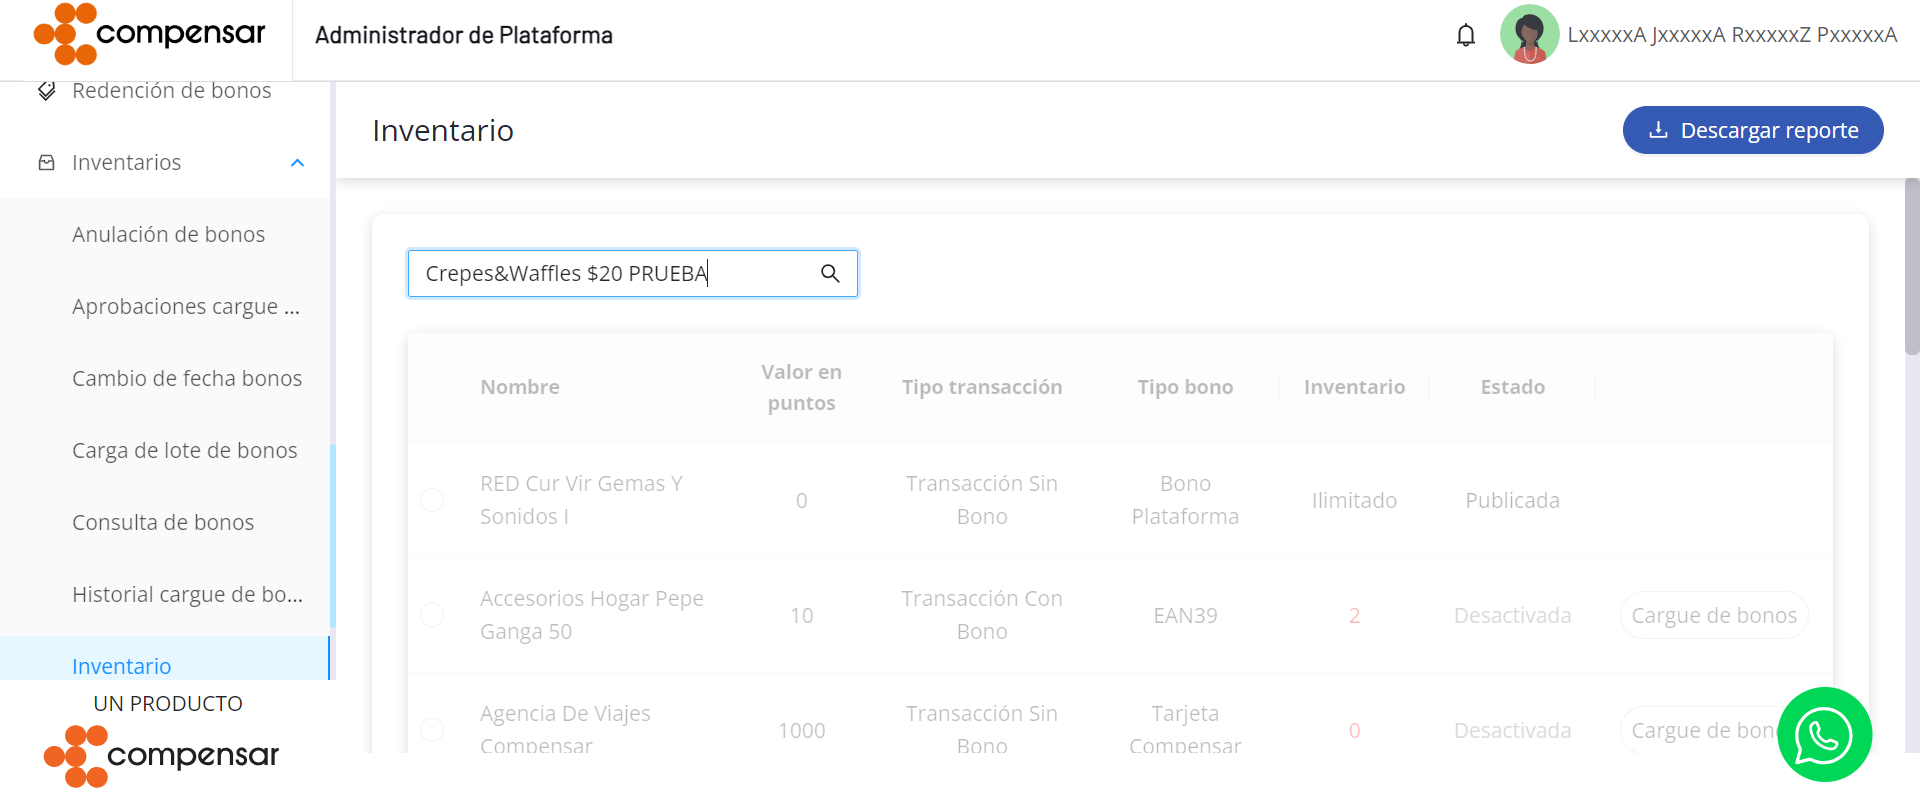 compensar
Administrador de Plataforma
LxxxxxA JxxxxxA RxxxxxZ PxxxxxA
Redención de bonos
Inventarios
Anulación de bonos
Aprobaciones cargue ...
Cambio de fecha bonos
Carga de lote de bonos
Consulta de bonos
Historial cargue de bo...
Inventario
UN PRODUCTO
compensar
Inventario
Descargar reporte
Crepes&Waffles $20 PRUEBA
Nombre
Valor en
puntos
Tipo transacción
Tipo bono
Inventario
Estado
RED Cur Vir Gemas Y
Sonidos I
0
Transacción Sin
Bono
Bono
Plataforma
Ilimitado
Publicada
Accesorios Hogar Pepe
Ganga 50
10
Transacción Con
Bono
EAN39
2
Desactivada
Cargue de bonos
Agencia De Viajes
Compensar
1000
Transacción Sin
Bono
Tarjeta
Compensar
0
Desactivada
Cargue de bon